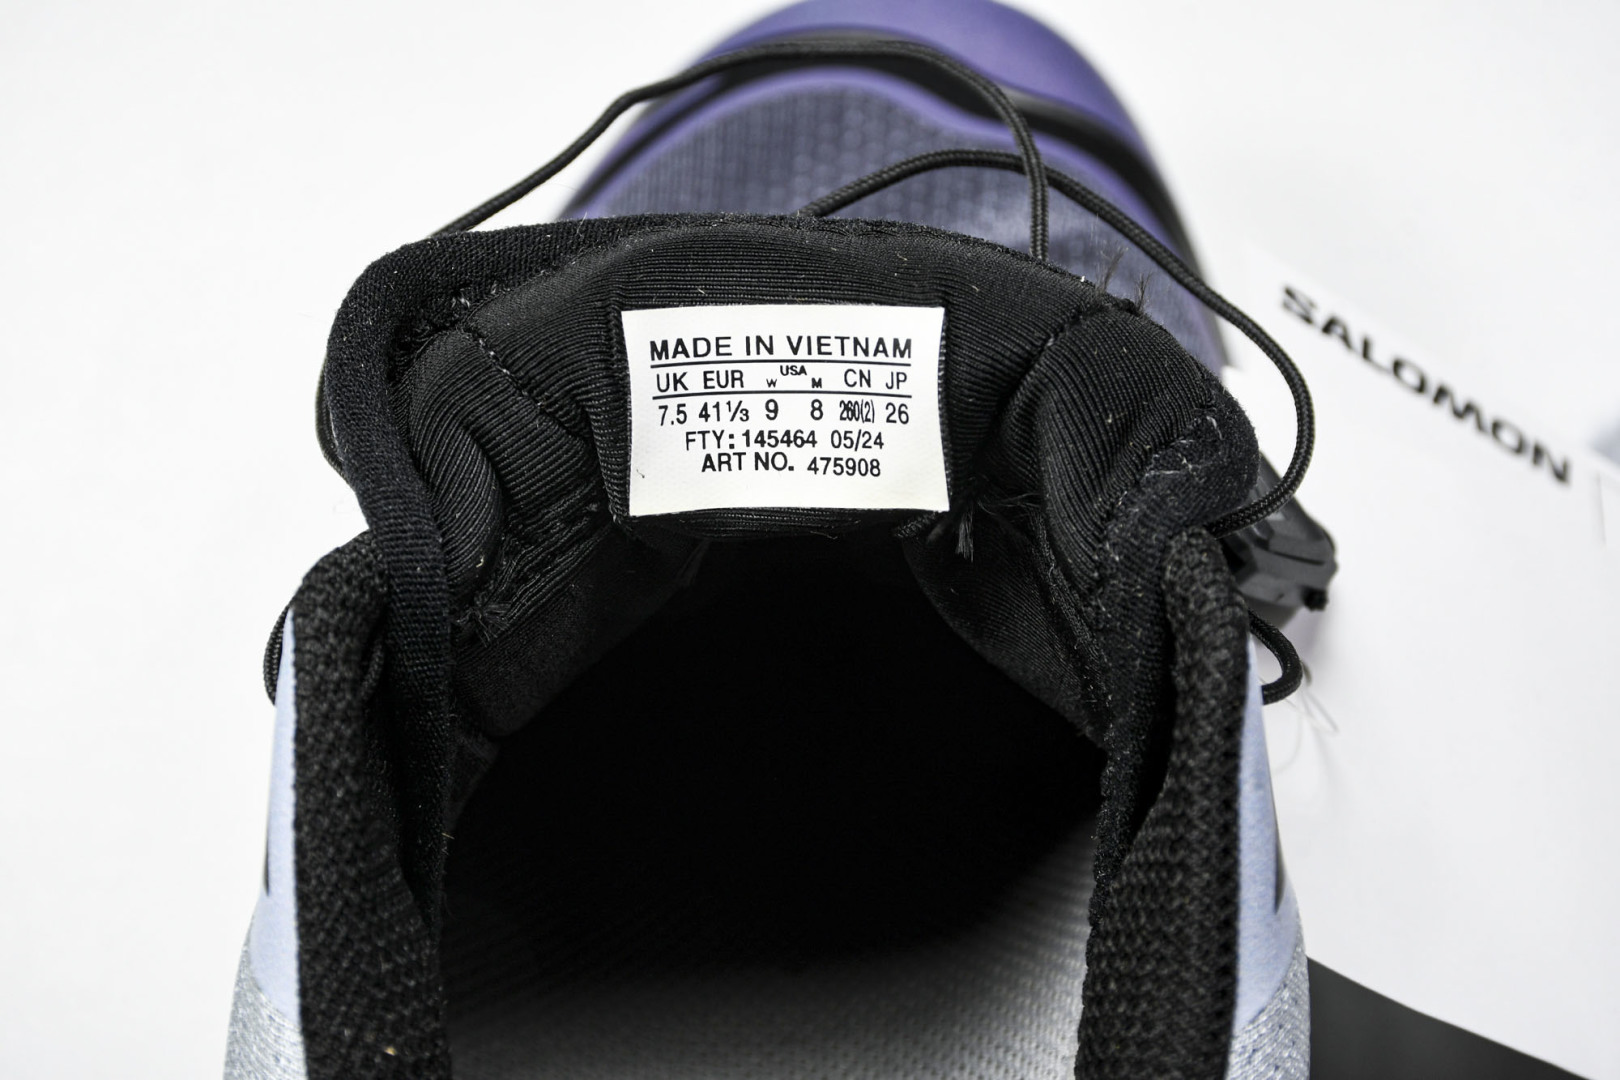 MADE IN VIETNAM
UK EUR W USA M CN JP
7.5 41⅓ 9 8 260(2) 26
FTY: 145464 05/24
ART NO. 475908
SALOMON